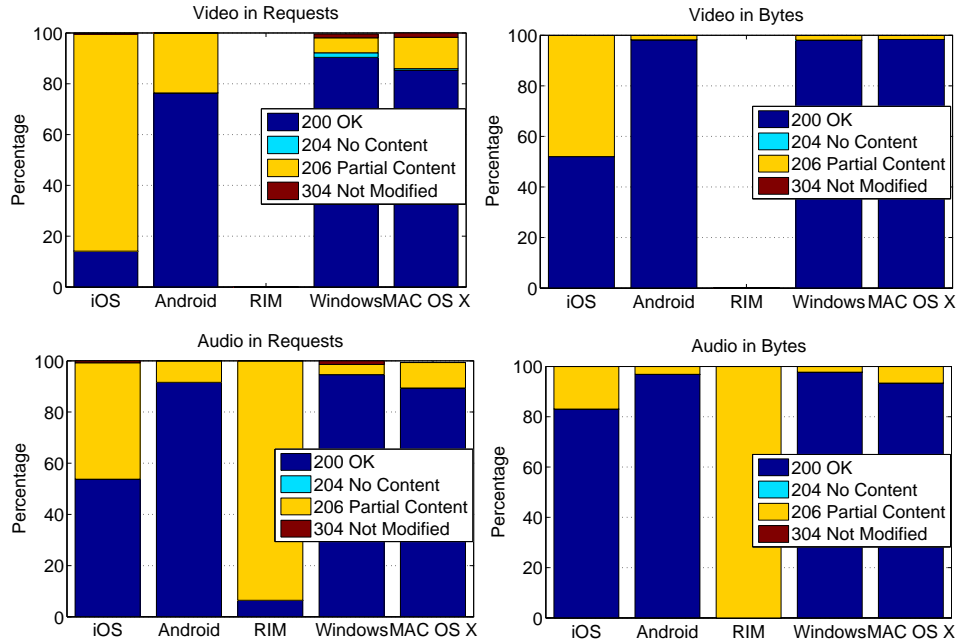 Video in Requests
100
80
60
40
20
0
Percentage
200 OK
204 No Content
206 Partial Content
304 Not Modified
iOS Android RIM Windows MAC OS X
Video in Bytes
100
80
60
40
20
0
Percentage
200 OK
204 No Content
206 Partial Content
304 Not Modified
iOS Android RIM Windows MAC OS X
Audio in Requests
100
80
60
40
20
0
Percentage
200 OK
204 No Content
206 Partial Content
304 Not Modified
iOS Android RIM Windows MAC OS X
Audio in Bytes
100
80
60
40
20
0
Percentage
200 OK
204 No Content
206 Partial Content
304 Not Modified
iOS Android RIM Windows MAC OS X